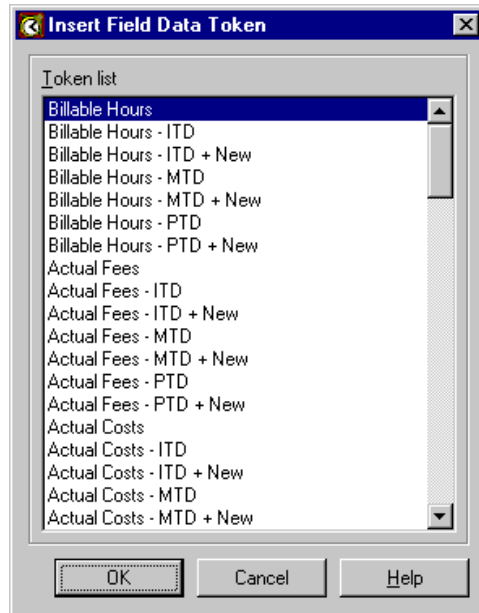 Insert Field Data Token
Token list
Billable Hours
Billable Hours - ITD
Billable Hours - ITD + New
Billable Hours - MTD
Billable Hours - MTD + New
Billable Hours - PTD
Billable Hours - PTD + New
Actual Fees
Actual Fees - ITD
Actual Fees - ITD + New
Actual Fees - MTD
Actual Fees - MTD + New
Actual Fees - PTD
Actual Fees - PTD + New
Actual Costs
Actual Costs - ITD
Actual Costs - ITD + New
Actual Costs - MTD
Actual Costs - MTD + New
OK Cancel Help